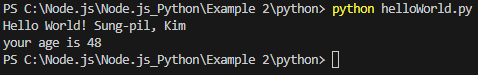 PS C:\Node.js\Node.js_Python\Example 2\python> python helloWorld.py
Hello World! Sung-pil, Kim
your age is 48
PS C:\Node.js\Node.js_Python\Example 2\python>